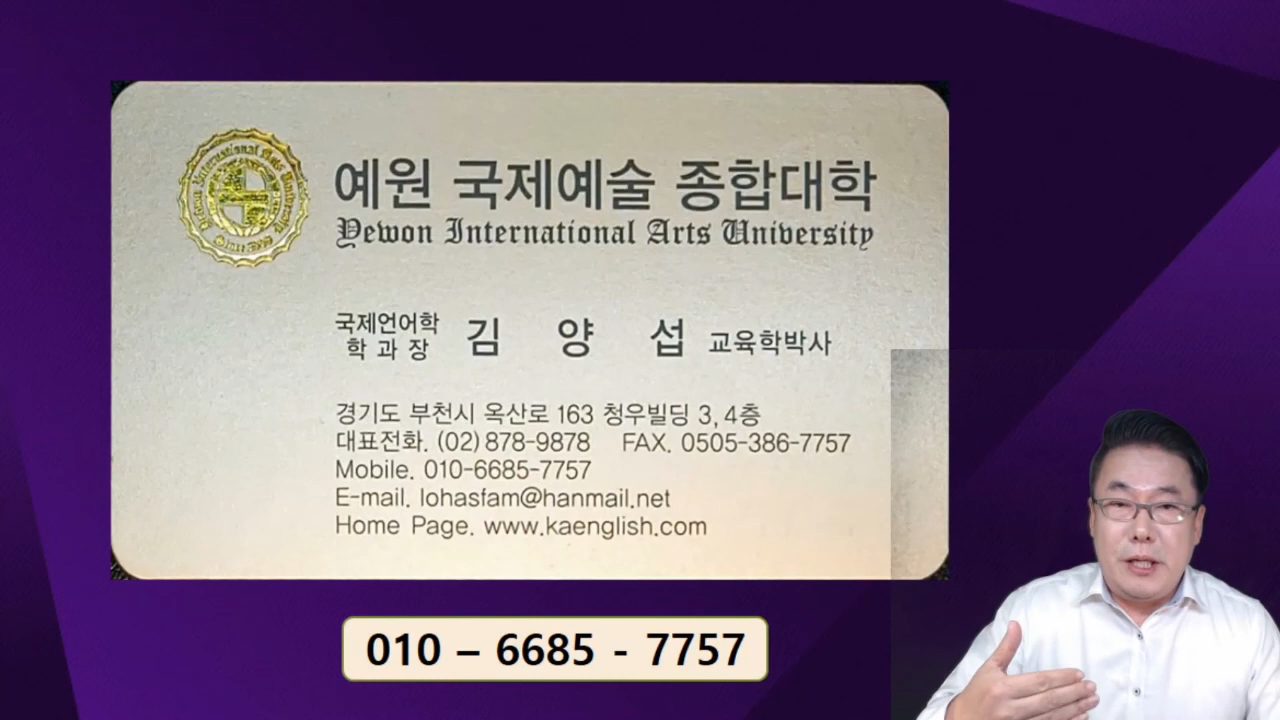 예원 국제예술 종합대학
Yewon International Arts University
국제언어학
학 과 장
김 양 섭 교육학박사
경기도 부천시 옥산로 163 청우빌딩 3, 4층
대표전화. (02) 878-9878 FAX. 0505-386-7757
Mobile. 010-6685-7757
E-mail. lohasfam@hanmail.net
Home Page. www.kaenglish.com
010 – 6685 - 7757